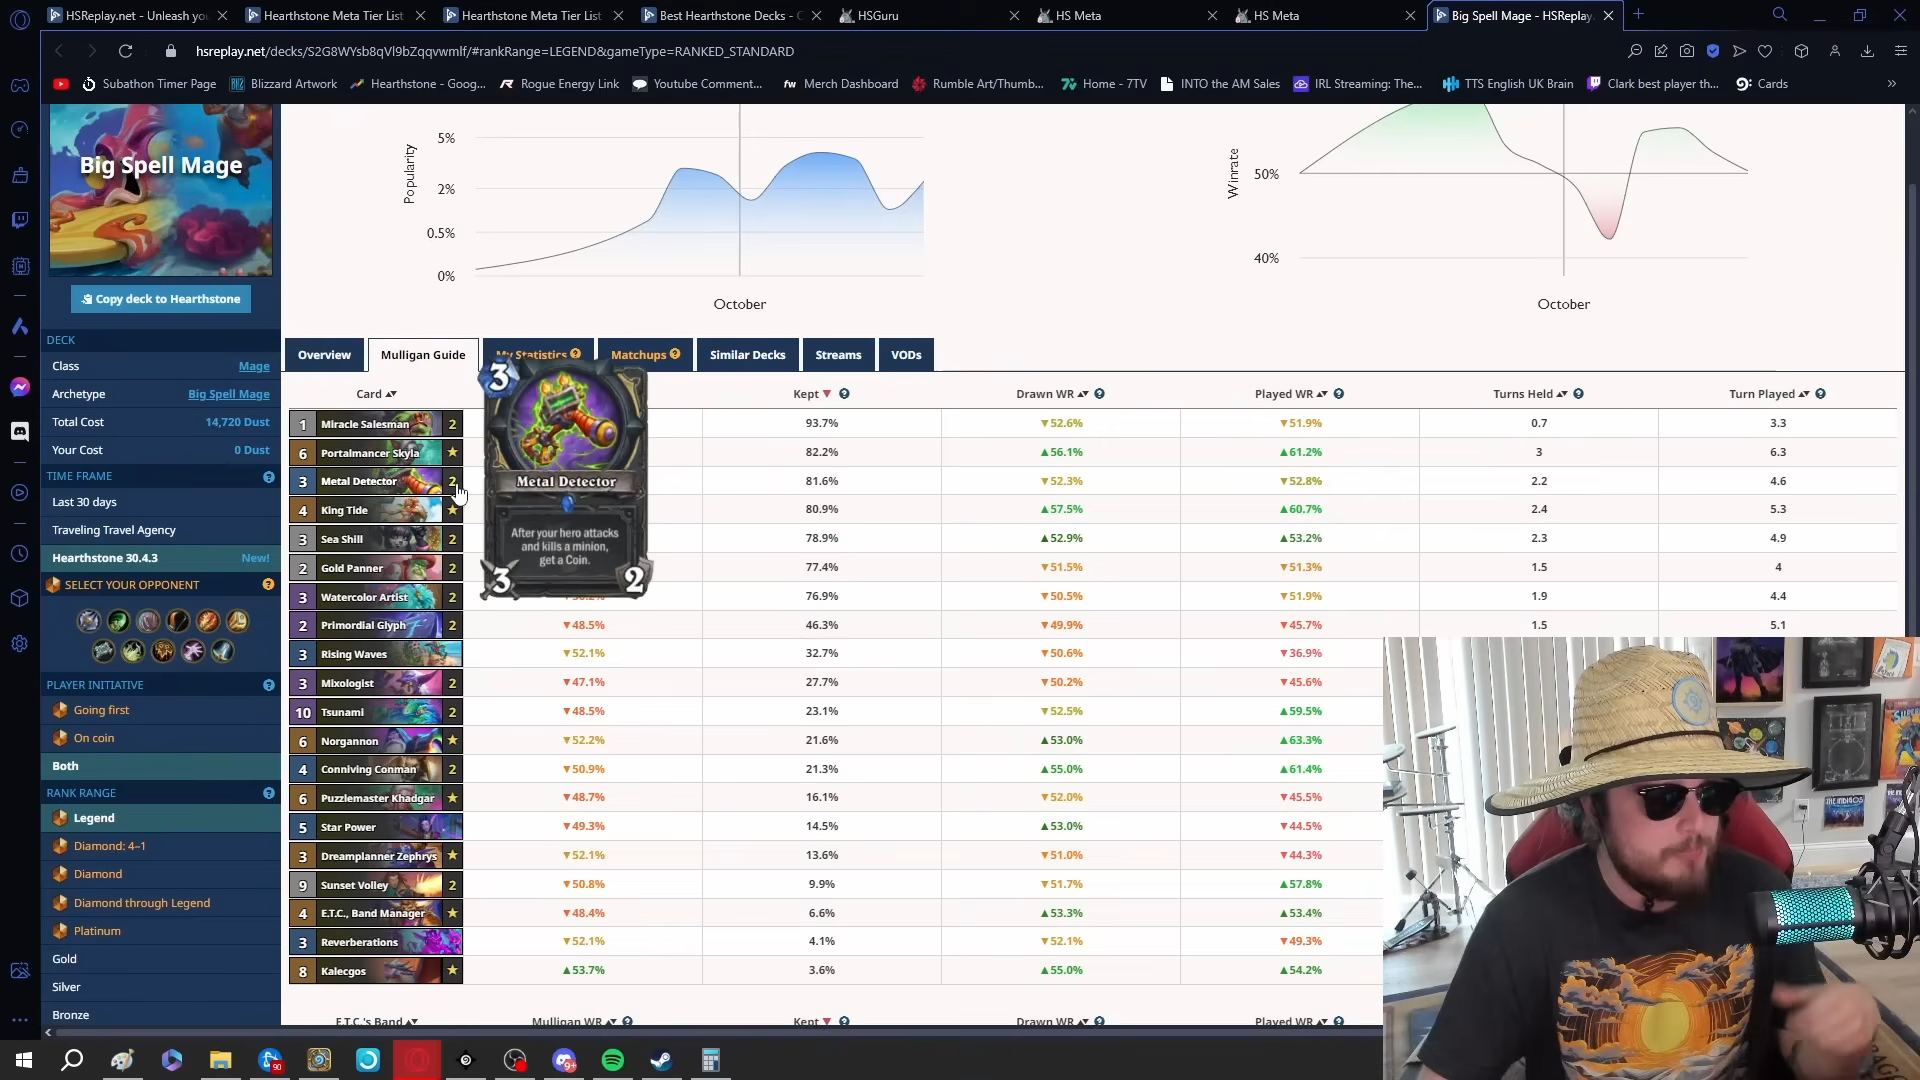 HSReplay.net - Unleash yo
Hearthstone Meta Tier List
Hearthstone Meta Tier List
Best Hearthstone Decks - C
HSGuru
HS Meta
HS Meta
Big Spell Mage - HSReplay
hsreplay.net/decks/S2G8WYsb8qVl9bZqqvwmlf/#rankRange=LEGEND&gameType=RANKED_STANDARD
Subathon Timer Page
Blizzard Artwork
Hearthstone - Goog...
Rogue Energy Link
Youtube Comment...
fw Merch Dashboard
Rumble Art/Thumb...
Home - 7TV
INTO the AM Sales
IRL Streaming: The...
TTS English UK Brain
Clark best player th...
Cards
Big Spell Mage
Copy deck to Hearthstone
DECK
Class Mage
Archetype Big Spell Mage
Total Cost 14,720 Dust
Your Cost 0 Dust
TIME FRAME
Last 30 days
Traveling Travel Agency
Hearthstone 30.4.3 New!
SELECT YOUR OPPONENT
PLAYER INITIATIVE
Going first
On coin
Both
RANK RANGE
Legend
Diamond: 4–1
Diamond
Diamond through Legend
Platinum
Gold
Silver
Bronze
Popularity
5%
2%
0.5%
0%
October
Winrate
50%
40%
October
Overview
Mulligan Guide
My Statistics
Matchups
Similar Decks
Streams
VODs
Card Kept Drawn WR Played WR Turns Held Turn Played
1 Miracle Salesman 2 93.7% ▼52.6% ▼51.9% 0.7 3.3
6 Portalmancer Skyla ★ 82.2% ▲56.1% ▲61.2% 3 6.3
3 Metal Detector 2 81.6% ▼52.3% ▼52.8% 2.2 4.6
4 King Tide ★ 80.9% ▲57.5% ▲60.7% 2.4 5.3
3 Sea Shill 2 78.9% ▲52.9% ▲53.2% 2.3 4.9
2 Gold Panner 2 77.4% ▼51.5% ▼51.3% 1.5 4
3 Watercolor Artist 2 76.9% ▼50.5% ▼51.9% 1.9 4.4
2 Primordial Glyph 2 ▼48.5% 46.3% ▼49.9% ▼45.7% 1.5 5.1
3 Rising Waves ▼52.1% 32.7% ▼50.6% ▼36.9%
3 Mixologist 2 ▼47.1% 27.7% ▼50.2% ▼45.6%
10 Tsunami 2 ▼48.5% 23.1% ▼52.5% ▲59.5%
6 Norgannon ★ ▼52.2% 21.6% ▲53.0% ▲63.3%
4 Conniving Conman 2 ▼50.9% 21.3% ▲55.0% ▲61.4%
6 Puzzlemaster Khadgar ★ ▼48.7% 16.1% ▼52.0% ▼45.5%
5 Star Power ▼49.3% 14.5% ▲53.0% ▼44.5%
3 Dreamplanner Zephrys ★ ▼52.1% 13.6% ▼51.0% ▼44.3%
9 Sunset Volley 2 ▼50.8% 9.9% ▼51.7% ▲57.8%
4 E.T.C., Band Manager ★ ▼48.4% 6.6% ▲53.3% ▲53.4%
3 Reverberations ▼52.1% 4.1% ▼52.1% ▼49.3%
8 Kalecgos ★ ▲53.7% 3.6% ▲55.0% ▲54.2%
E.T.C.'s Band Mulligan WR Kept Drawn WR Played WR
3
Metal Detector
After your hero attacks
and kills a minion,
get a Coin.
3 2
THE INDIGOS
90
9+